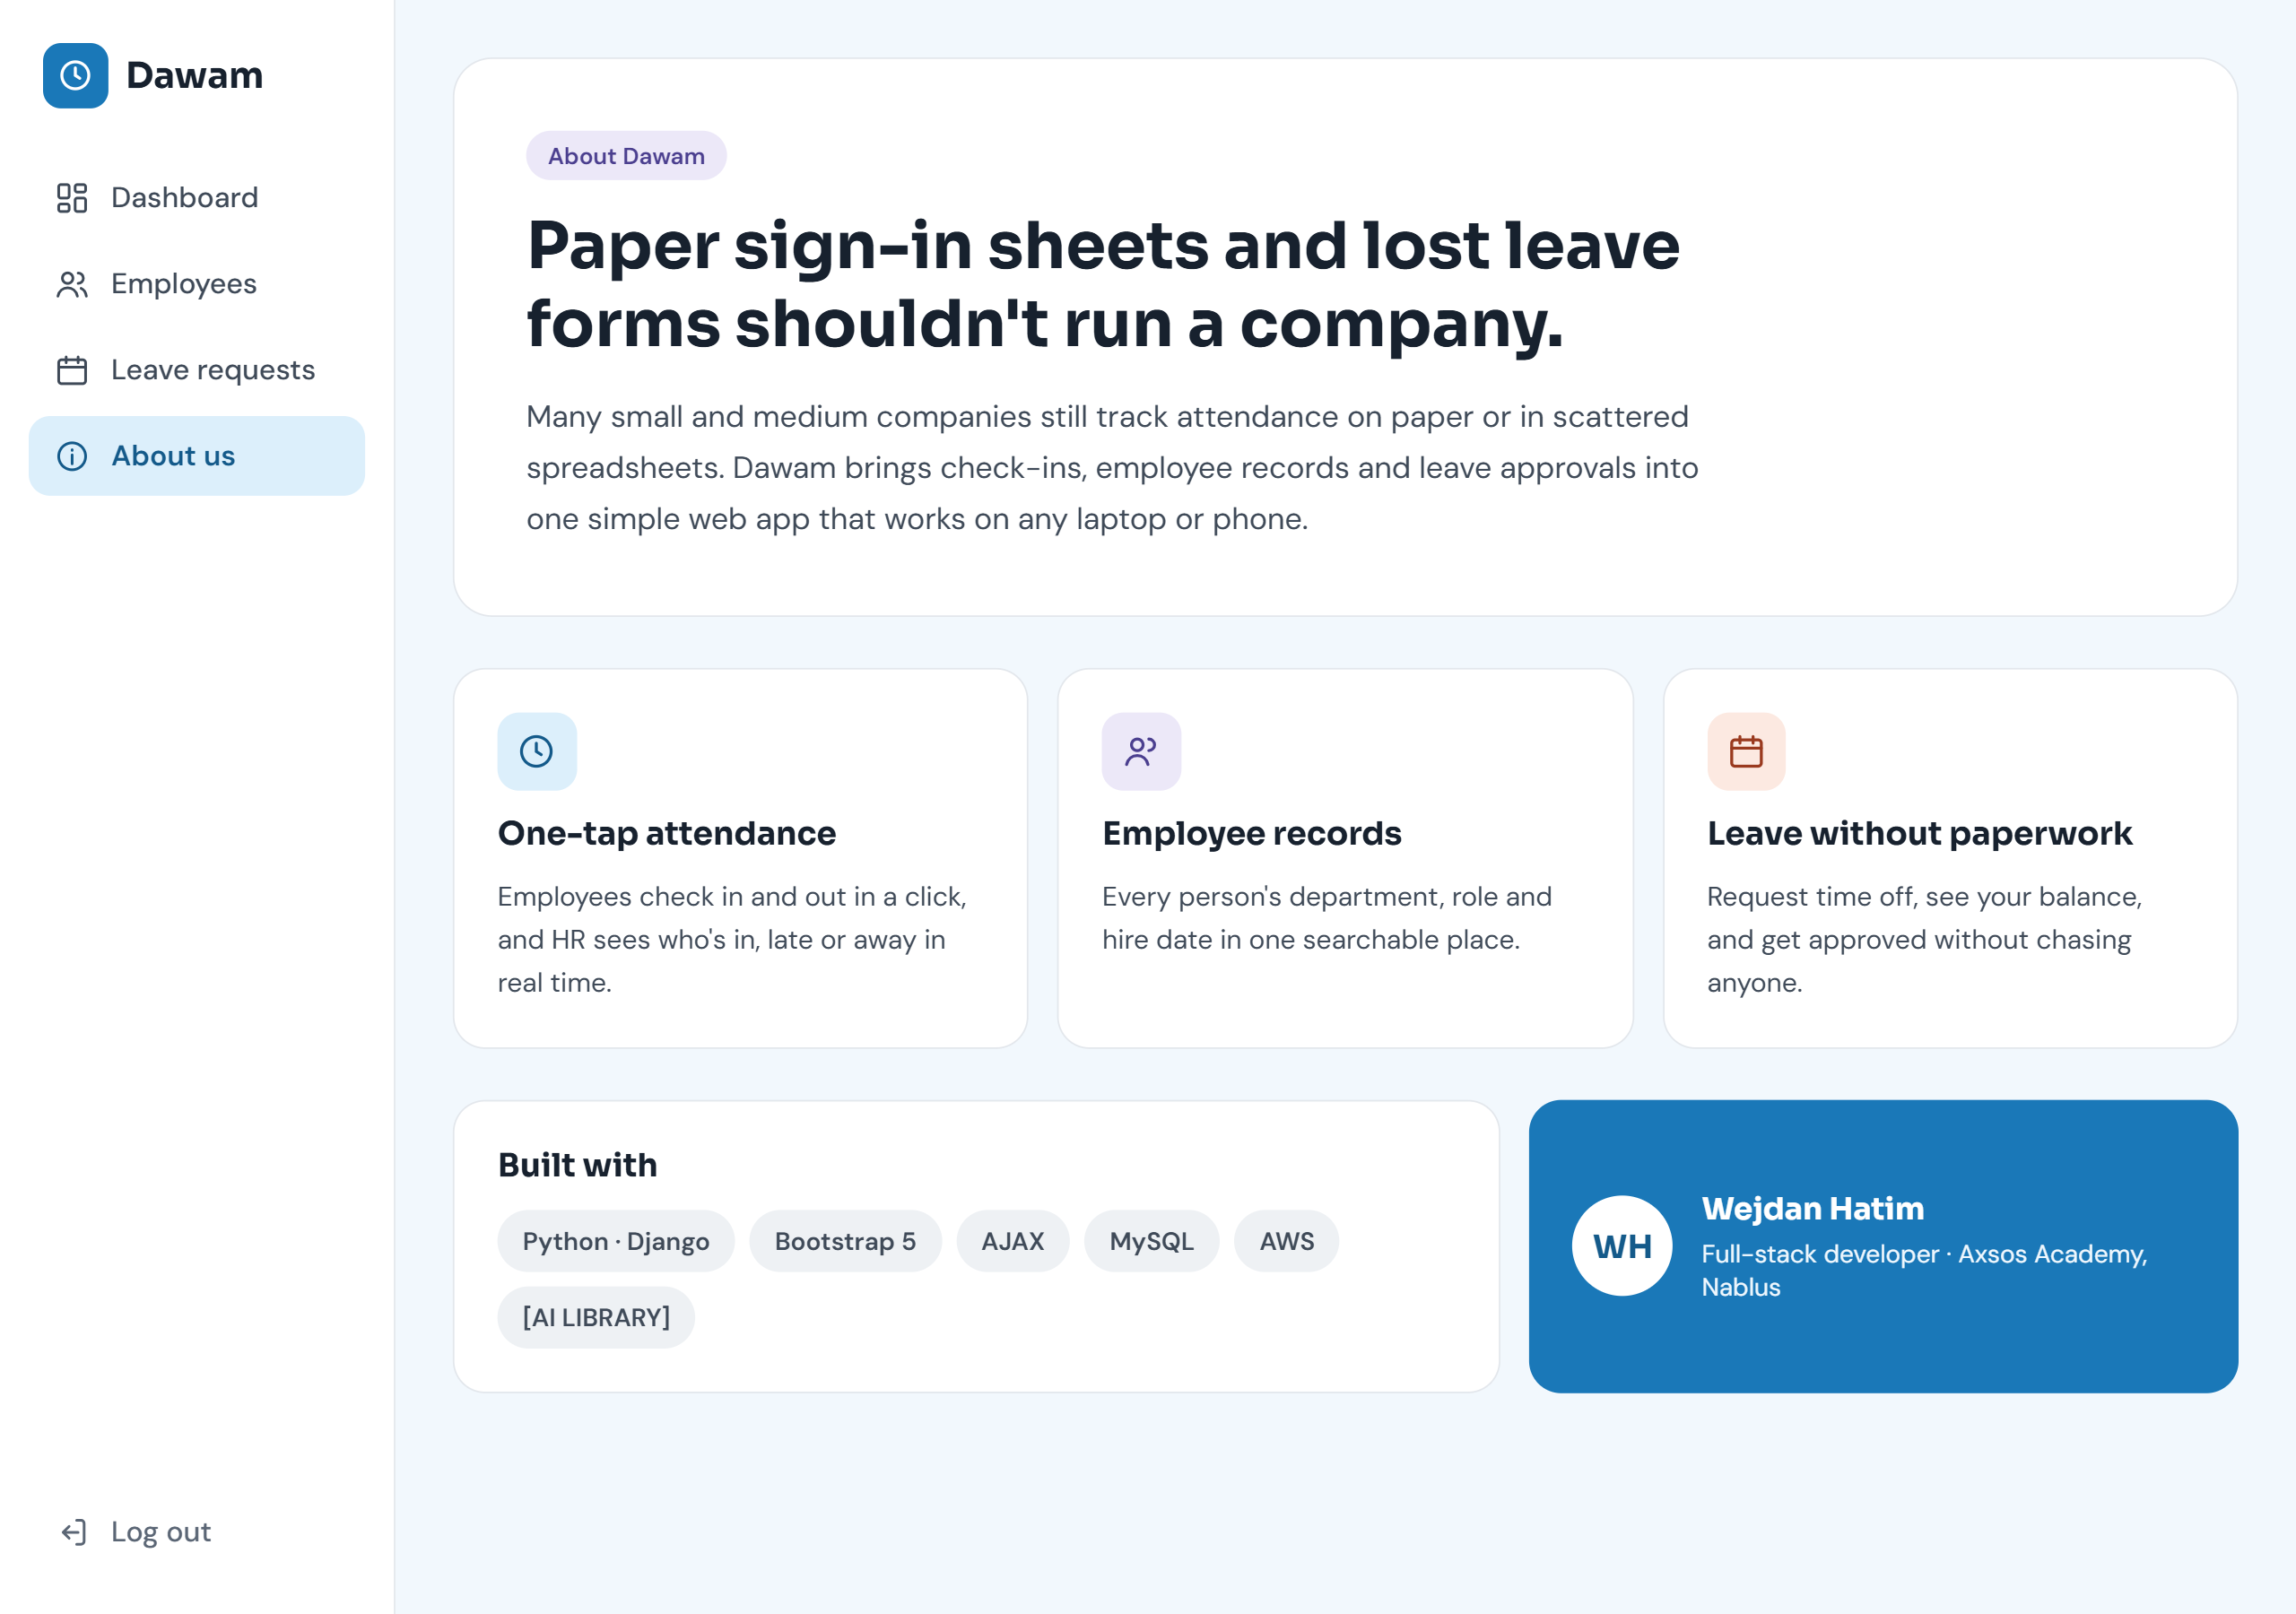 Dawam
Dashboard
Employees
Leave requests
About us
Log out
About Dawam
Paper sign-in sheets and lost leave
forms shouldn't run a company.
Many small and medium companies still track attendance on paper or in scattered
spreadsheets. Dawam brings check-ins, employee records and leave approvals into
one simple web app that works on any laptop or phone.
One-tap attendance
Employees check in and out in a click,
and HR sees who's in, late or away in
real time.
Employee records
Every person's department, role and
hire date in one searchable place.
Leave without paperwork
Request time off, see your balance,
and get approved without chasing
anyone.
Built with
Python · Django
Bootstrap 5
AJAX
MySQL
AWS
[AI LIBRARY]
WH
Wejdan Hatim
Full-stack developer · Axsos Academy,
Nablus